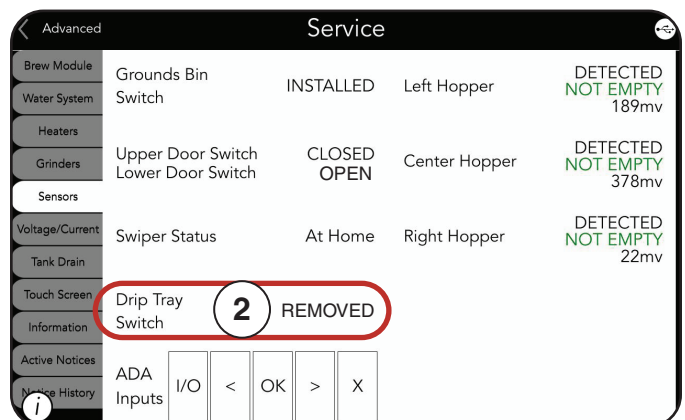 Advanced
Service
Brew Module
Water System
Heaters
Grinders
Sensors
Voltage/Current
Tank Drain
Touch Screen
Information
Active Notices
Notice History
i
Grounds Bin
Switch
INSTALLED
Left Hopper
DETECTED
NOT EMPTY
189mv
Upper Door Switch
Lower Door Switch
CLOSED
OPEN
Center Hopper
DETECTED
NOT EMPTY
378mv
Swiper Status
At Home
Right Hopper
DETECTED
NOT EMPTY
22mv
Drip Tray
Switch
2
REMOVED
ADA
Inputs
I/O
<
OK
>
X